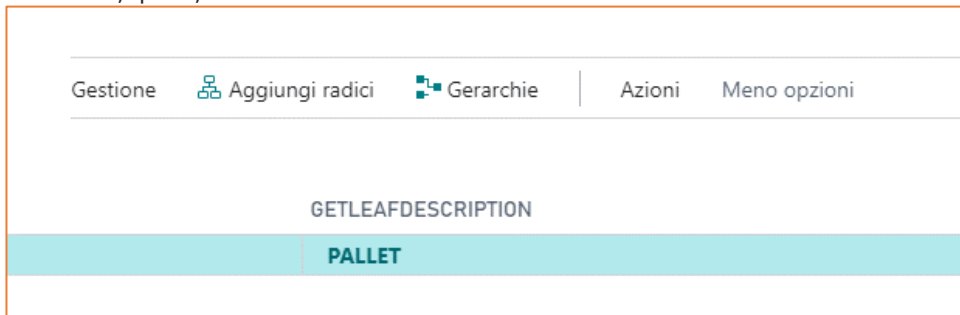 Gestione Aggiungi radici Gerarchie Azioni Meno opzioni
GETLEAFDESCRIPTION
PALLET